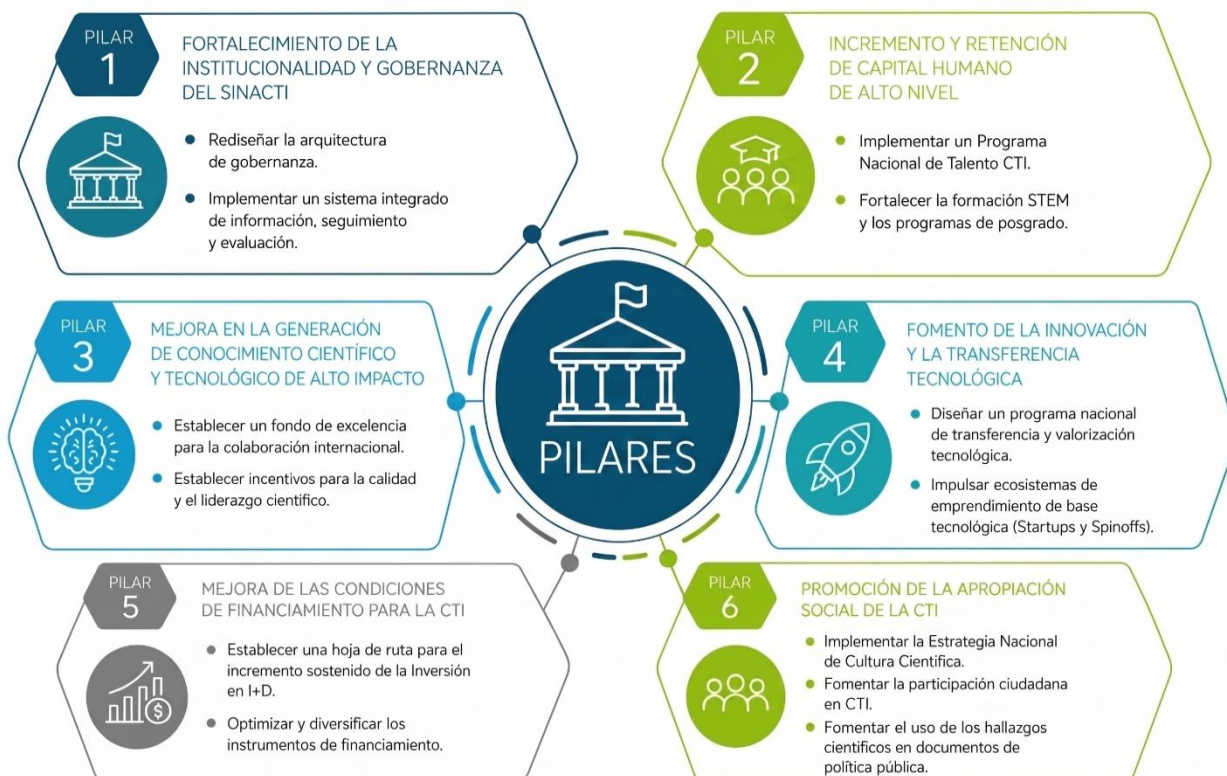 PILAR
1
FORTALECIMIENTO DE LA
INSTITUCIONALIDAD Y GOBERNANZA
DEL SINACTI
• Rediseñar la arquitectura
de gobernanza.
• Implementar un sistema integrado
de información, seguimiento
y evaluación.
PILAR
2
INCREMENTO Y RETENCIÓN
DE CAPITAL HUMANO
DE ALTO NIVEL
• Implementar un Programa
Nacional de Talento CTI.
• Fortalecer la formación STEM
y los programas de posgrado.
PILARES
PILAR
3
MEJORA EN LA GENERACIÓN
DE CONOCIMIENTO CIENTÍFICO
Y TECNOLÓGICO DE ALTO IMPACTO
• Establecer un fondo de excelencia
para la colaboración internacional.
• Establecer incentivos para la calidad
y el liderazgo cientifico.
PILAR
4
FOMENTO DE LA INNOVACIÓN
Y LA TRANSFERENCIA
TECNOLÓGICA
• Diseñar un programa nacional
de transferencia y valorización
tecnológica.
• Impulsar ecosistemas de
emprendimiento de base
tecnológica (Startups y Spinoffs).
PILAR
5
MEJORA DE LAS CONDICIONES
DE FINANCIAMIENTO PARA LA CTI
• Establecer una hoja de ruta para el
incremento sostenido de la Inversión
en I+D.
• Optimizar y diversificar los
instrumentos de financiamiento.
PILAR
6
PROMOCIÓN DE LA APROPIACIÓN
SOCIAL DE LA CTI
• Implementar la Estrategia Nacional
de Cultura Cientifica.
• Fomentar la participación ciudadana
en CTI.
• Fomentar el uso de los hallazgos
cientificos en documentos de
política pública.